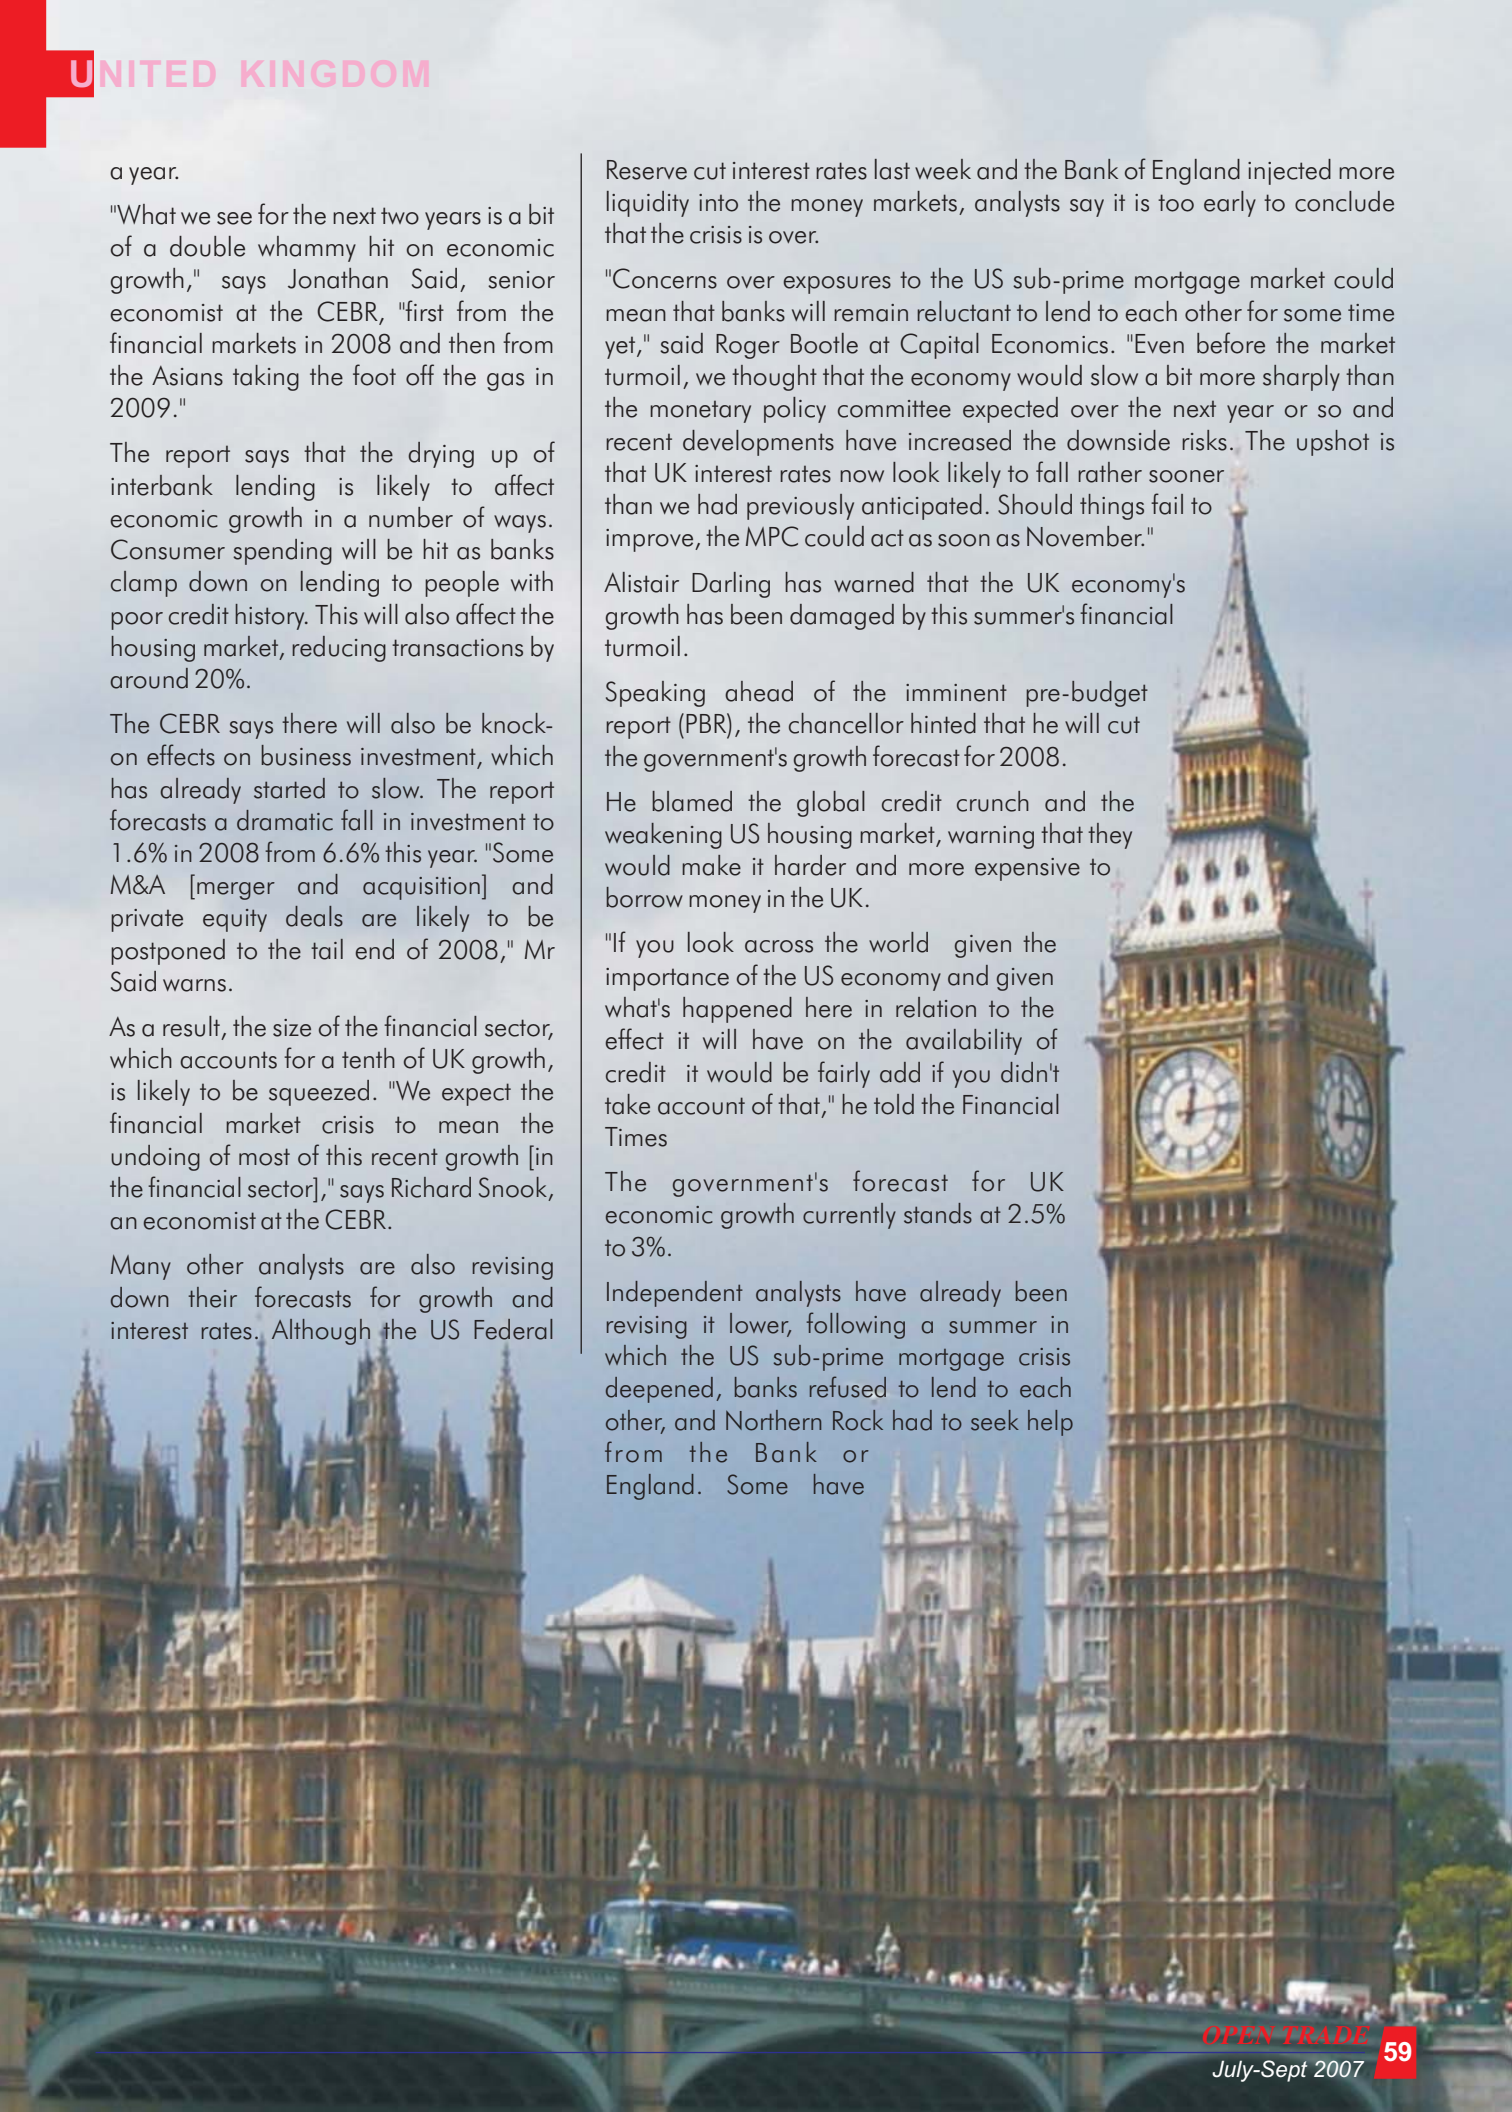 UNITED KINGDOM
a year.
"What we see for the next two years is a bit
of a double whammy hit on economic
growth," says Jonathan Said, senior
economist at the CEBR, "first from the
financial markets in 2008 and then from
the Asians taking the foot off the gas in
2009."
The report says that the drying up of
interbank lending is likely to affect
economic growth in a number of ways.
Consumer spending will be hit as banks
clamp down on lending to people with
poor credit history. This will also affect the
housing market, reducing transactions by
around 20%.
The CEBR says there will also be knock-
on effects on business investment, which
has already started to slow. The report
forecasts a dramatic fall in investment to
1.6% in 2008 from 6.6% this year. "Some
M&A [merger and acquisition] and
private equity deals are likely to be
postponed to the tail end of 2008," Mr
Said warns.
As a result, the size of the financial sector,
which accounts for a tenth of UK growth,
is likely to be squeezed. "We expect the
financial market crisis to mean the
undoing of most of this recent growth [in
the financial sector]," says Richard Snook,
an economist at the CEBR.
Many other analysts are also revising
down their forecasts for growth and
interest rates. Although the US Federal
Reserve cut interest rates last week and the Bank of England injected more
liquidity into the money markets, analysts say it is too early to conclude
that the crisis is over.
"Concerns over exposures to the US sub-prime mortgage market could
mean that banks will remain reluctant to lend to each other for some time
yet," said Roger Bootle at Capital Economics. "Even before the market
turmoil, we thought that the economy would slow a bit more sharply than
the monetary policy committee expected over the next year or so and
recent developments have increased the downside risks. The upshot is
that UK interest rates now look likely to fall rather sooner
than we had previously anticipated. Should things fail to
improve, the MPC could act as soon as November."
Alistair Darling has warned that the UK economy's
growth has been damaged by this summer's financial
turmoil.
Speaking ahead of the imminent pre-budget
report (PBR), the chancellor hinted that he will cut
the government's growth forecast for 2008.
He blamed the global credit crunch and the
weakening US housing market, warning that they
would make it harder and more expensive to
borrow money in the UK.
"If you look across the world given the
importance of the US economy and given
what's happened here in relation to the
effect it will have on the availability of
credit it would be fairly add if you didn't
take account of that," he told the Financial
Times
The government's forecast for UK
economic growth currently stands at 2.5%
to 3%.
Independent analysts have already been
revising it lower, following a summer in
which the US sub-prime mortgage crisis
deepened, banks refused to lend to each
other, and Northern Rock had to seek help
from the Bank or
England. Some have
OPEN TRADE
July-Sept 2007
59